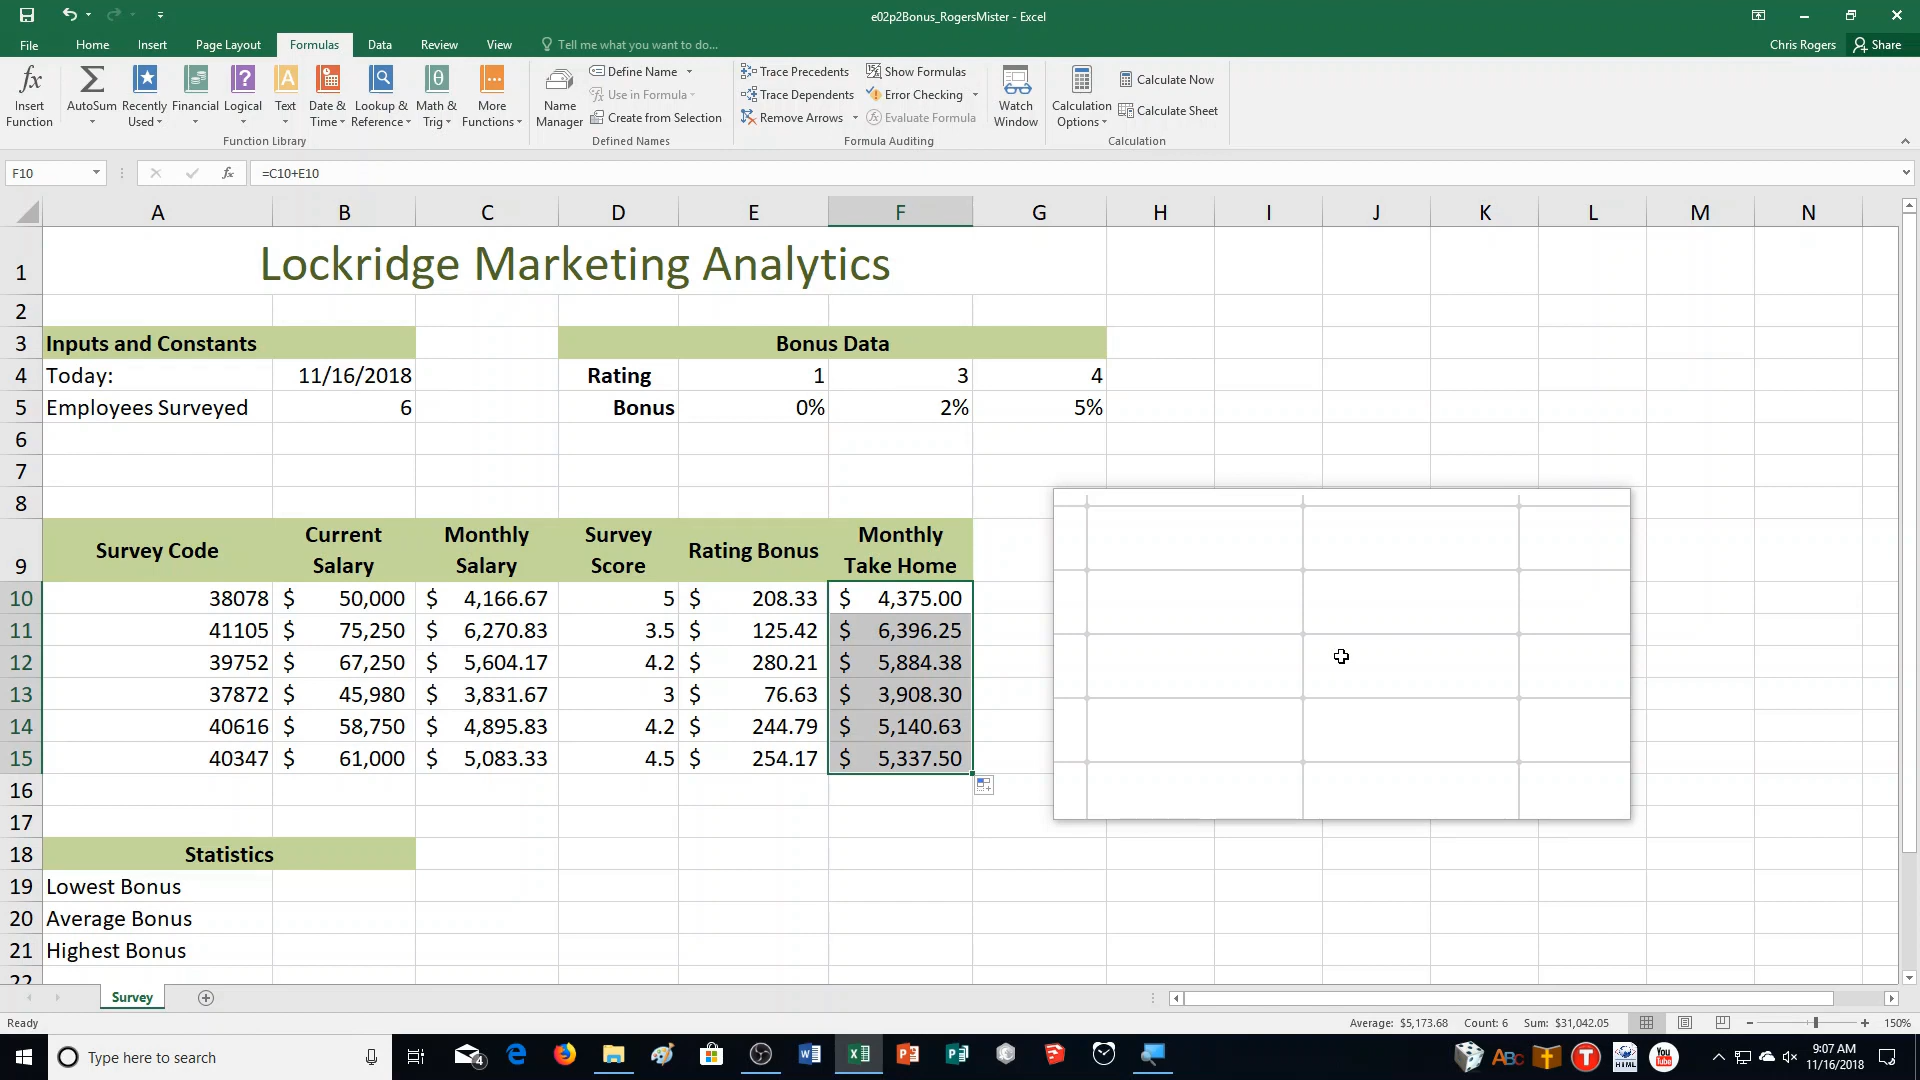 e02p2Bonus_RogersMister - Excel
File Home Insert Page Layout Formulas Data Review View Tell me what you want to do... Chris Rogers Share
Insert Function
AutoSum
Recently Used
Financial
Logical
Text
Date & Time
Lookup & Reference
Math & Trig
More Functions
Function Library
Name Manager
Define Name
Use in Formula
Create from Selection
Defined Names
Trace Precedents
Trace Dependents
Remove Arrows
Show Formulas
Error Checking
Evaluate Formula
Watch Window
Formula Auditing
Calculation Options
Calculate Now
Calculate Sheet
Calculation
F10 fx =C10+E10
A B C D E F G H I J K L M N
1 Lockridge Marketing Analytics
2
3 Inputs and Constants Bonus Data
4 Today: 11/16/2018 Rating 1 3 4
5 Employees Surveyed 6 Bonus 0% 2% 5%
6
7
8
9 Survey Code Current Salary Monthly Salary Survey Score Rating Bonus Monthly Take Home
10 38078 $ 50,000 $ 4,166.67 5 $ 208.33 $ 4,375.00
11 41105 $ 75,250 $ 6,270.83 3.5 $ 125.42 $ 6,396.25
12 39752 $ 67,250 $ 5,604.17 4.2 $ 280.21 $ 5,884.38
13 37872 $ 45,980 $ 3,831.67 3 $ 76.63 $ 3,908.30
14 40616 $ 58,750 $ 4,895.83 4.2 $ 244.79 $ 5,140.63
15 40347 $ 61,000 $ 5,083.33 4.5 $ 254.17 $ 5,337.50
16
17
18 Statistics
19 Lowest Bonus
20 Average Bonus
21 Highest Bonus
22
Survey
Ready Average: $5,173.68 Count: 6 Sum: $31,042.05 150%
Type here to search 4 9:07 AM
11/16/2018